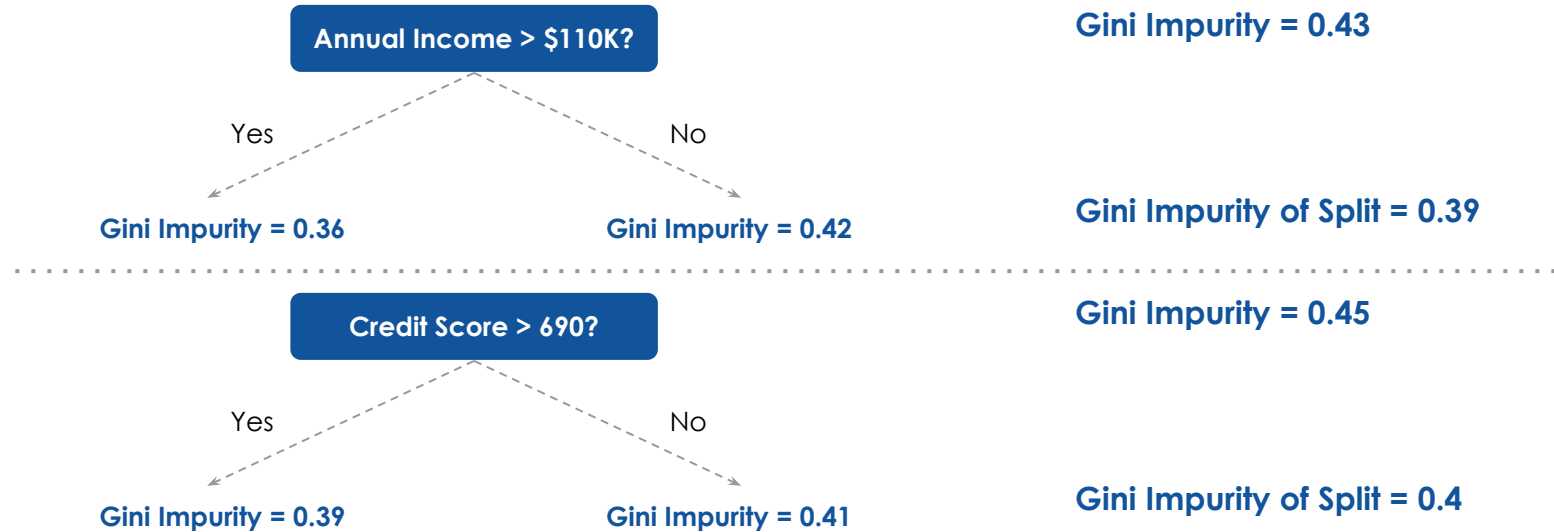 Annual Income > $110K?
Gini Impurity = 0.43
Yes
No
Gini Impurity = 0.36
Gini Impurity = 0.42
Gini Impurity of Split = 0.39
Credit Score > 690?
Gini Impurity = 0.45
Yes
No
Gini Impurity = 0.39
Gini Impurity = 0.41
Gini Impurity of Split = 0.4